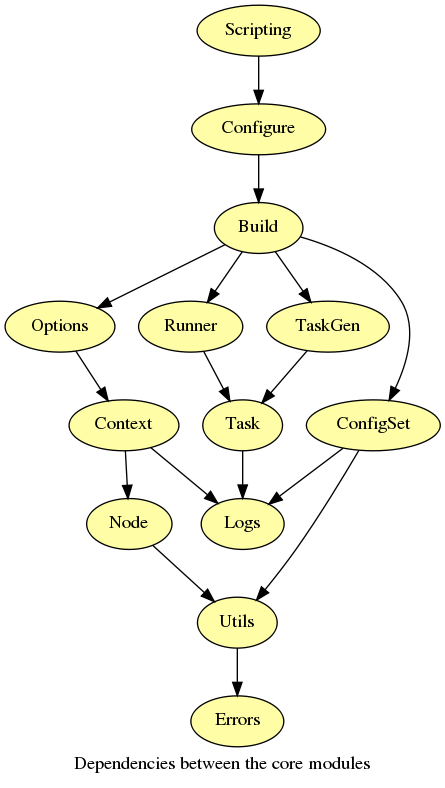 Scripting
Configure
Build
Options
Runner
TaskGen
Context
Task
ConfigSet
Node
Logs
Utils
Errors
Dependencies between the core modules